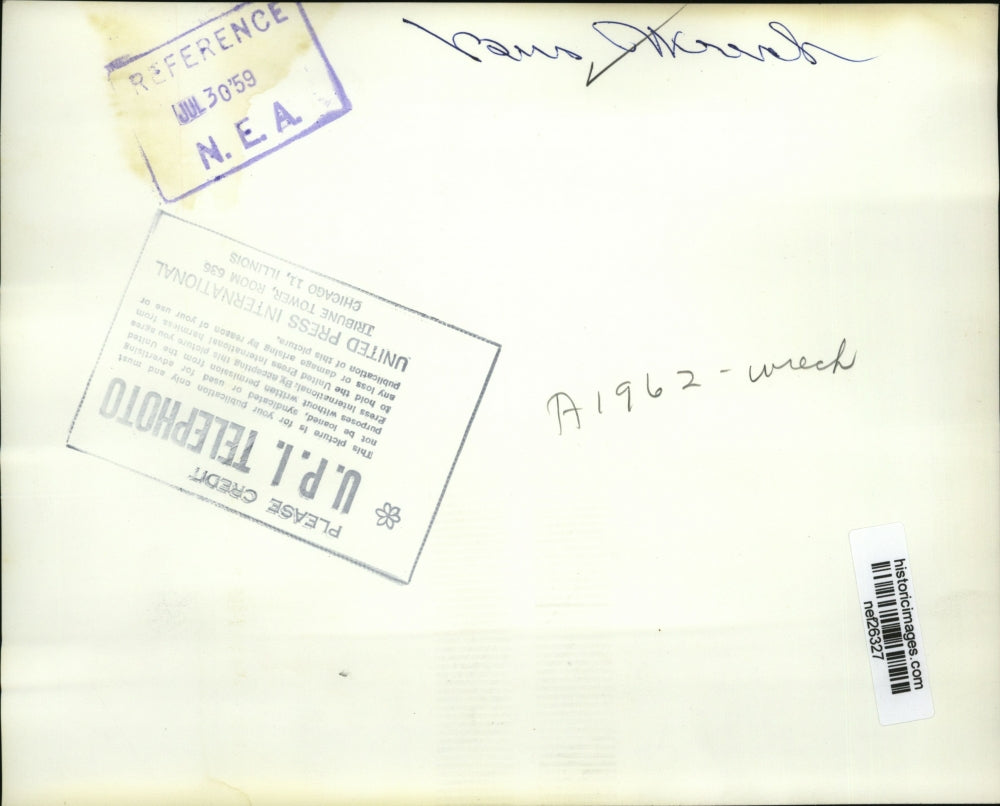 REFERENCE
JUL 30'59
N. E. A.
PLEASE CREDIT
U.P.I. TELEPHOTO
This picture is for your publication only and must
not be loaned, syndicated or used for advertising
purposes without written permission from the United
Press International. By accepting this picture you agree
to hold the United Press International harmless from
any loss or damage arising by reason of your use or
publication of this picture.
UNITED PRESS INTERNATIONAL
TRIBUNE TOWER, ROOM 636
CHICAGO 11, ILLINOIS
A1962 - wreck
historicimages.com
nef26327